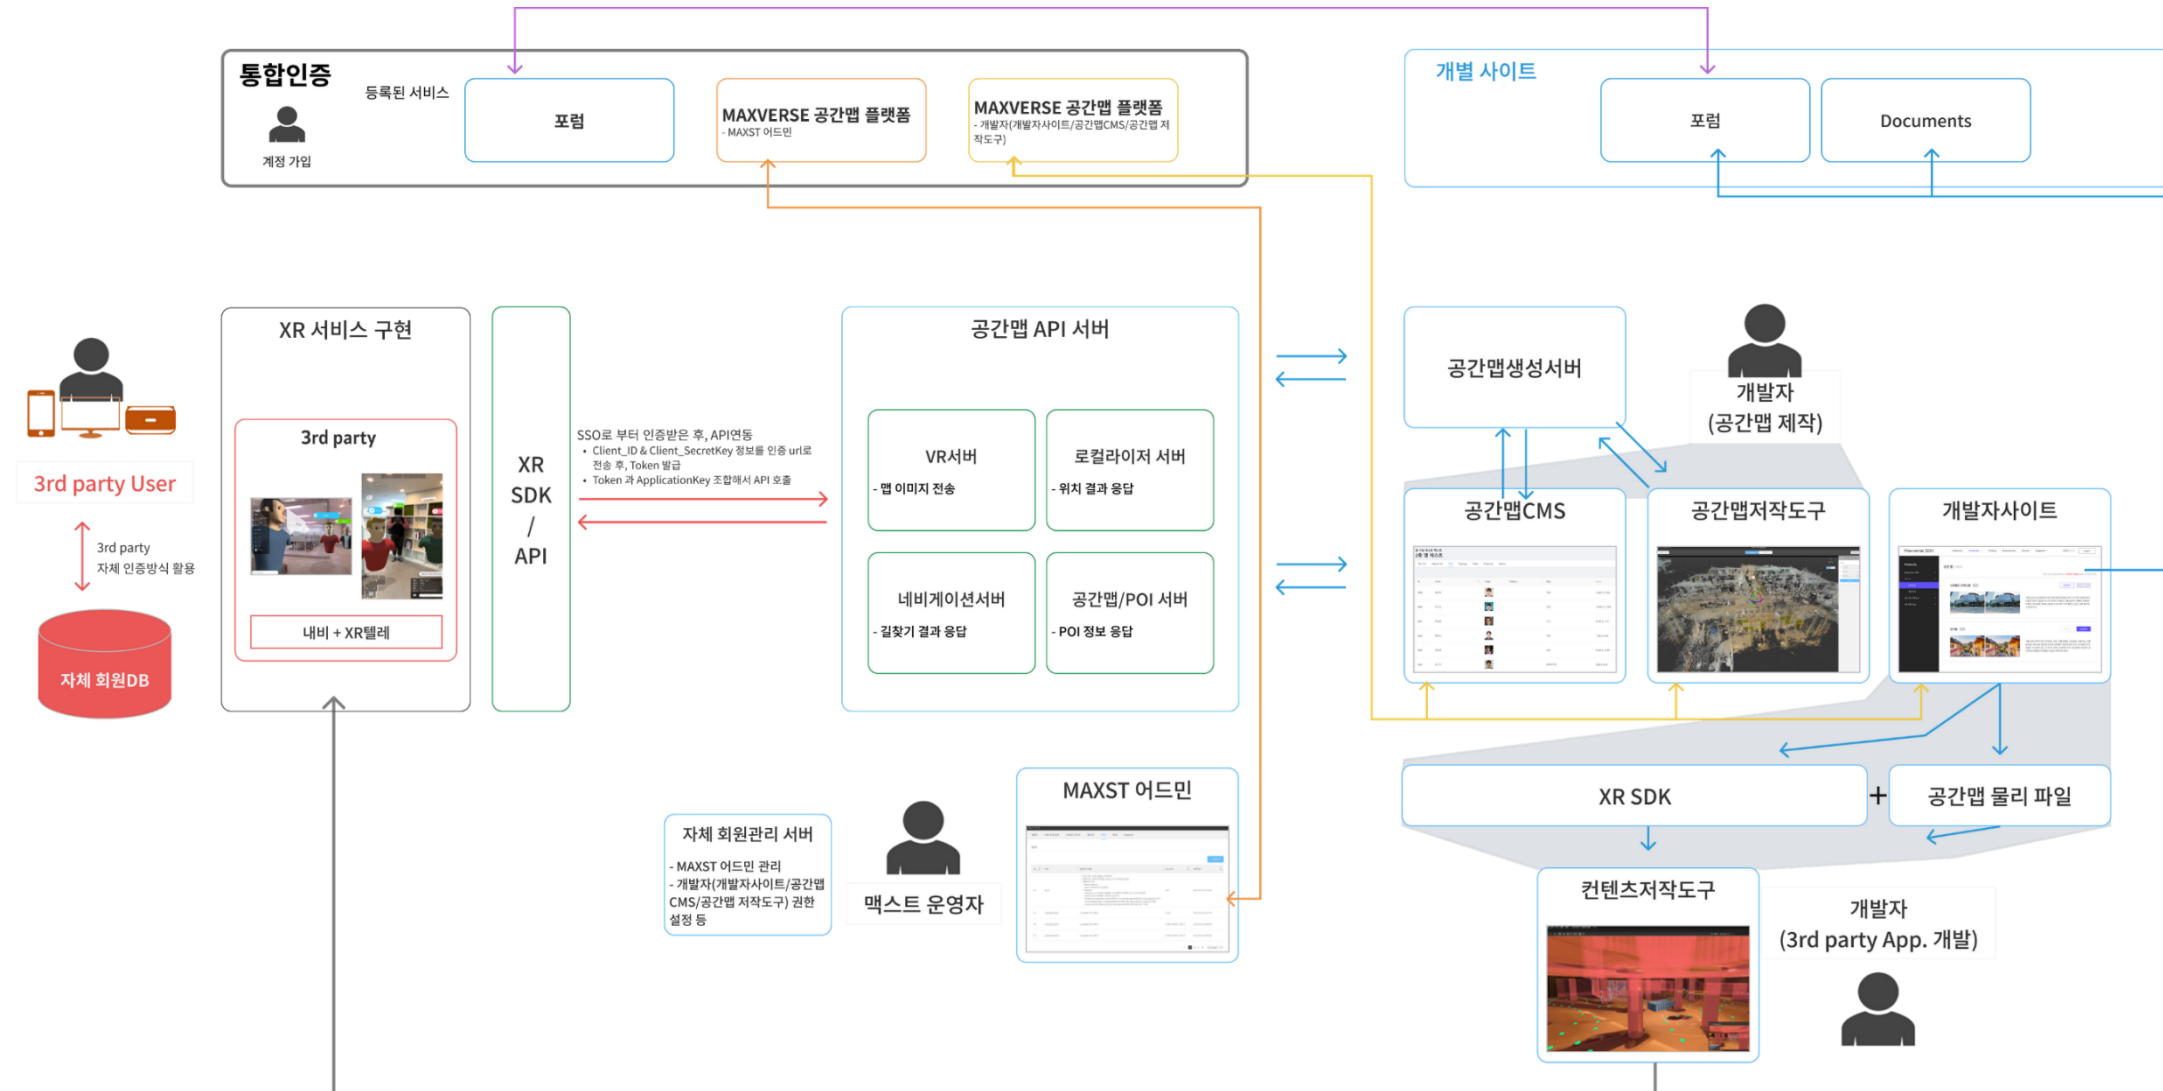 통합인증
계정 가입
등록된 서비스
포럼
MAXVERSE 공간맵 플랫폼
- MAXST 어드민
MAXVERSE 공간맵 플랫폼
- 개발자(개발자사이트/공간맵CMS/공간맵 저
작도구)
개별 사이트
포럼
Documents
3rd party User
3rd party
자체 인증방식 활용
자체 회원DB
XR 서비스 구현
3rd party
내비 + XR텔레
XR
SDK
/
API
SSO로 부터 인증받은 후, API연동
• Client_ID & Client_SecretKey 정보를 인증 url로
전송 후, Token 발급
• Token 과 ApplicationKey 조합해서 API 호출
공간맵 API 서버
VR서버
- 맵 이미지 전송
로컬라이저 서버
- 위치 결과 응답
네비게이션서버
- 길찾기 결과 응답
공간맵/POI 서버
- POI 정보 응답
공간맵생성서버
개발자
(공간맵 제작)
공간맵CMS
공간맵저작도구
개발자사이트
XR SDK
+
공간맵 물리 파일
자체 회원관리 서버
- MAXST 어드민 관리
- 개발자(개발자사이트/공간맵
CMS/공간맵 저작도구) 권한
설정 등
맥스트 운영자
MAXST 어드민
컨텐츠저작도구
개발자
(3rd party App. 개발)